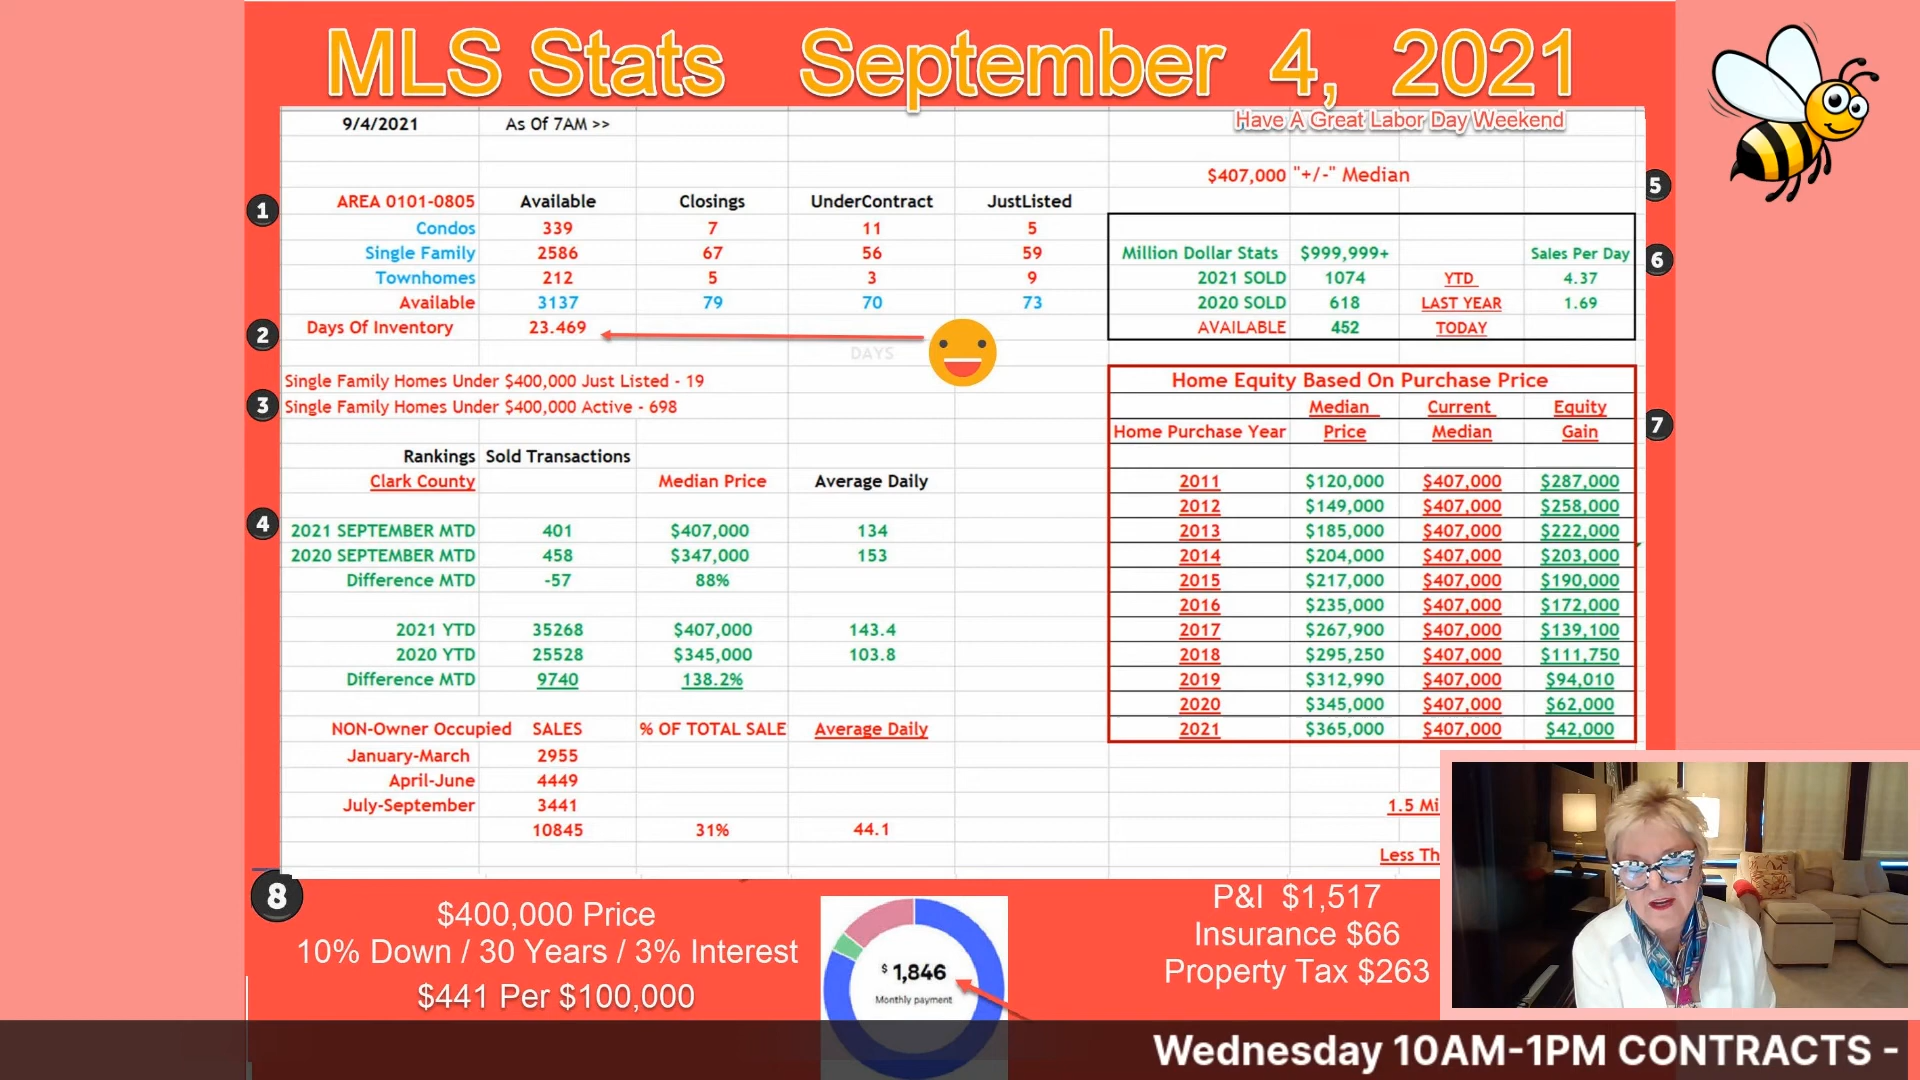 MLS Stats September 4, 2021
Have A Great Labor Day Weekend
9/4/2021 As Of 7AM >>
$407,000 "+/-" Median
5
1
AREA 0101-0805 Available Closings UnderContract JustListed
Condos 339 7 11 5
Single Family 2586 67 56 59
Townhomes 212 5 3 9
Available 3137 79 70 73
2
Days Of Inventory 23.469
DAYS
Million Dollar Stats $999,999+ Sales Per Day
6
2021 SOLD 1074 YTD 4.37
2020 SOLD 618 LAST YEAR 1.69
AVAILABLE 452 TODAY
3
Single Family Homes Under $400,000 Just Listed - 19
Single Family Homes Under $400,000 Active - 698
Rankings Sold Transactions
Clark County Median Price Average Daily
4
2021 SEPTEMBER MTD 401 $407,000 134
2020 SEPTEMBER MTD 458 $347,000 153
Difference MTD -57 88%
2021 YTD 35268 $407,000 143.4
2020 YTD 25528 $345,000 103.8
Difference MTD 9740 138.2%
NON-Owner Occupied SALES % OF TOTAL SALE Average Daily
January-March 2955
April-June 4449
July-September 3441
10845 31% 44.1
Home Equity Based On Purchase Price
7
Median Current Equity
Home Purchase Year Price Median Gain
2011 $120,000 $407,000 $287,000
2012 $149,000 $407,000 $258,000
2013 $185,000 $407,000 $222,000
2014 $204,000 $407,000 $203,000
2015 $217,000 $407,000 $190,000
2016 $235,000 $407,000 $172,000
2017 $267,900 $407,000 $139,100
2018 $295,250 $407,000 $111,750
2019 $312,990 $407,000 $94,010
2020 $345,000 $407,000 $62,000
2021 $365,000 $407,000 $42,000
1.5 Mi
Less Th
8
$400,000 Price
10% Down / 30 Years / 3% Interest
$441 Per $100,000
$1,846
Monthly payment
P&I $1,517
Insurance $66
Property Tax $263
Wednesday 10AM-1PM CONTRACTS -